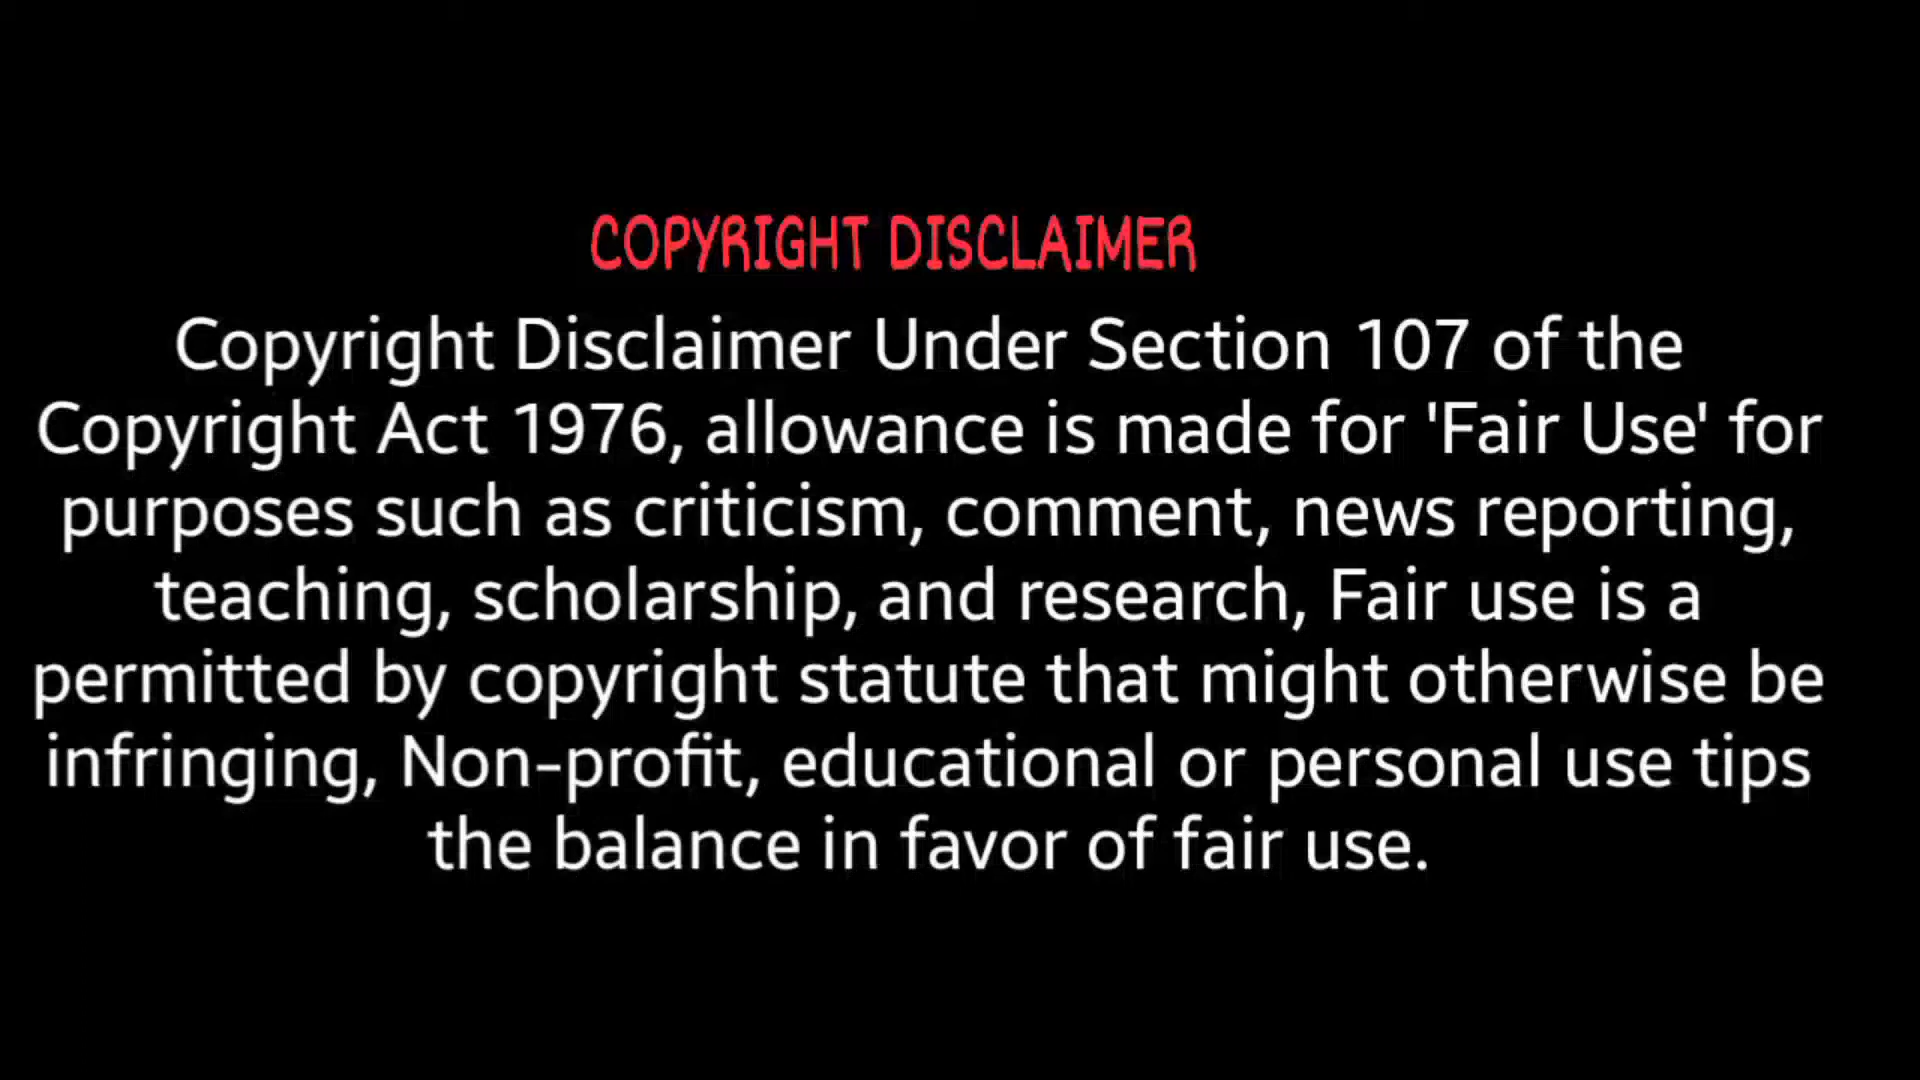 COPYRIGHT DISCLAIMER
Copyright Disclaimer Under Section 107 of the
Copyright Act 1976, allowance is made for 'Fair Use' for
purposes such as criticism, comment, news reporting,
teaching, scholarship, and research, Fair use is a
permitted by copyright statute that might otherwise be
infringing, Non-profit, educational or personal use tips
the balance in favor of fair use.